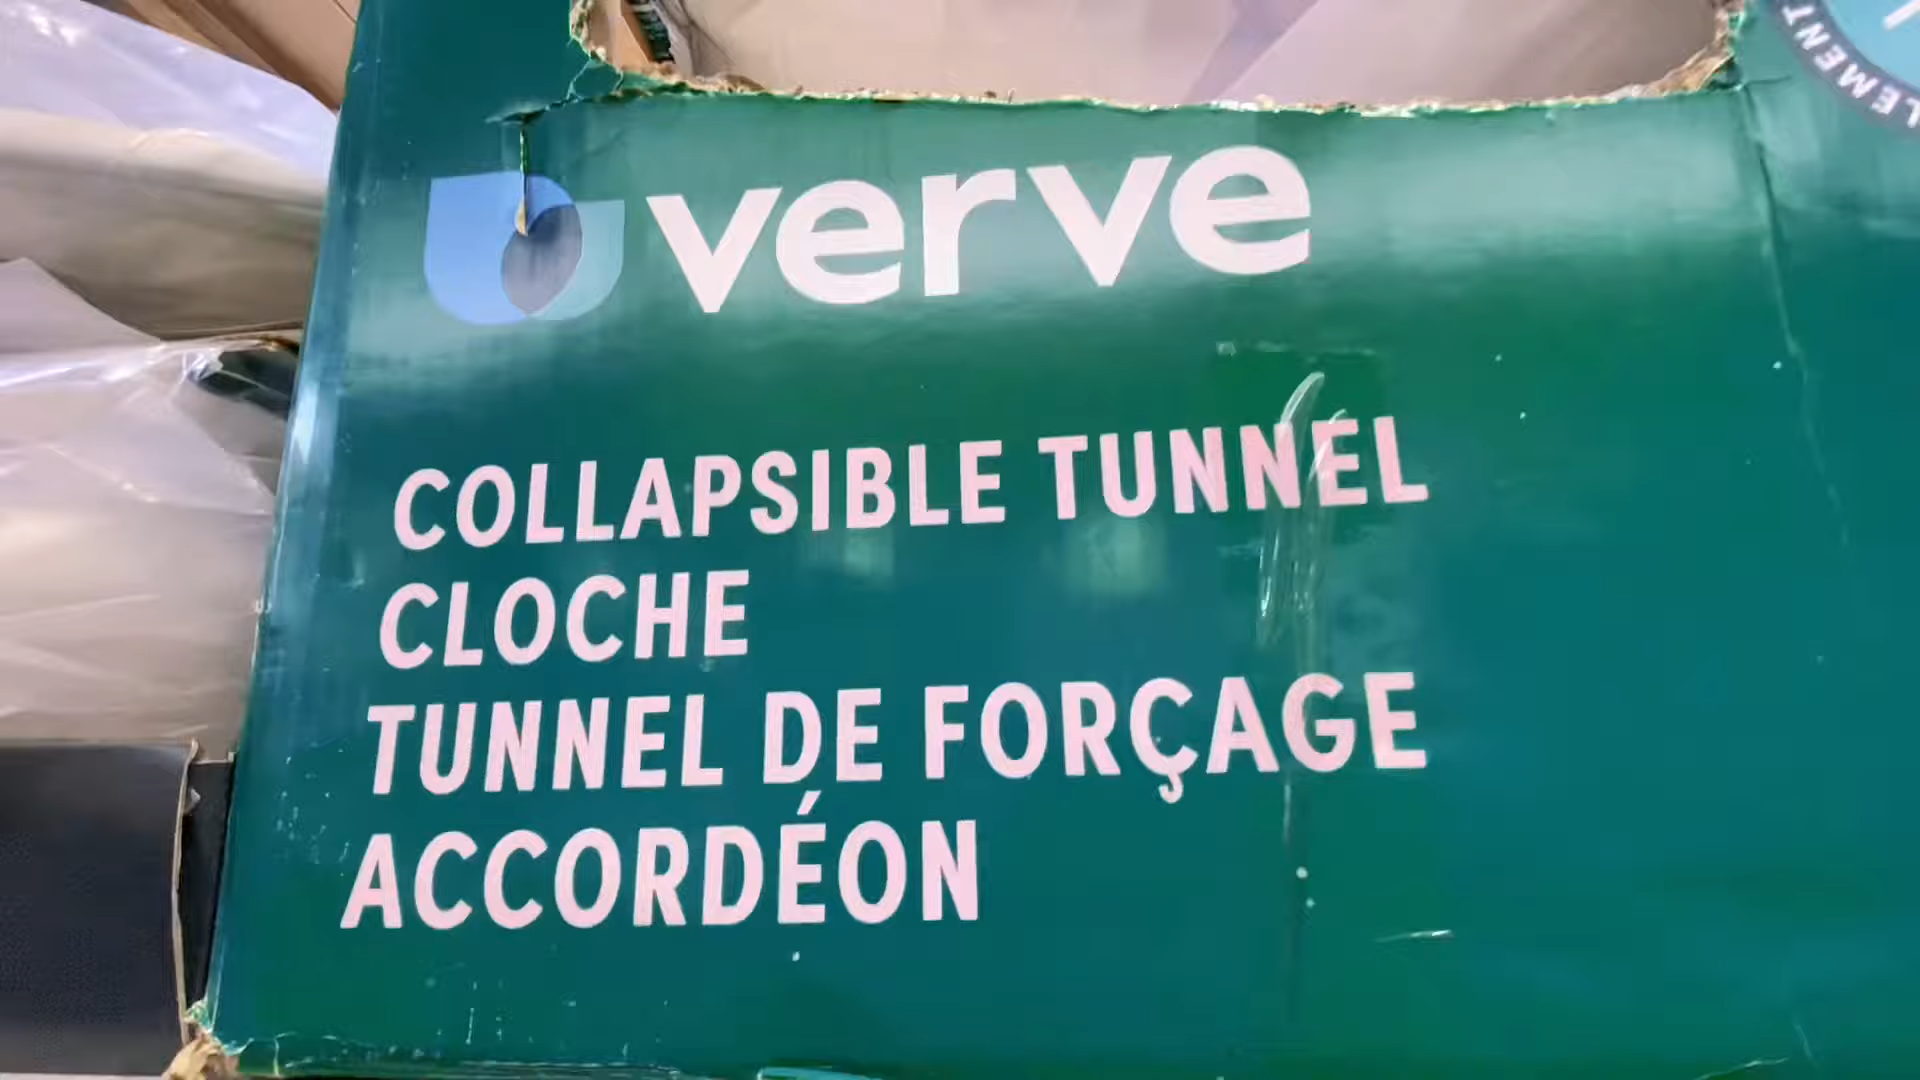 verve
COLLAPSIBLE TUNNEL
CLOCHE
TUNNEL DE FORÇAGE
ACCORDÉON